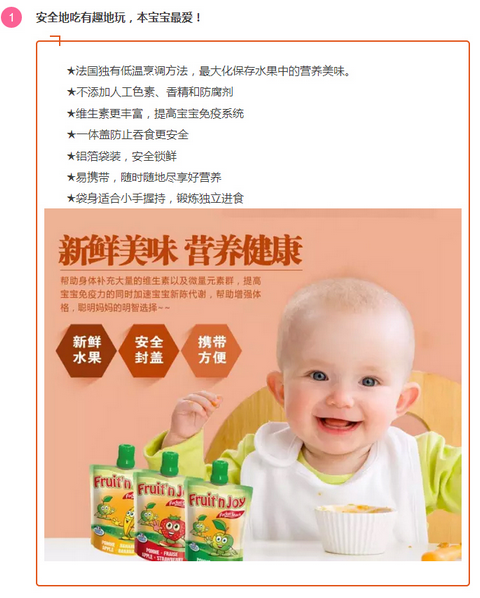 1
安全地吃有趣地玩，本宝宝最爱！
★法国独有低温烹调方法，最大化保存水果中的营养美味。
★不添加人工色素、香精和防腐剂
★维生素更丰富，提高宝宝免疫系统
★一体盖防止吞食更安全
★铝箔袋装，安全锁鲜
★易携带，随时随地尽享好营养
★袋身适合小手握持，锻炼独立进食
新鲜美味 营养健康
帮助身体补充大量的维生素以及微量元素群，提高
宝宝免疫力的同时加速宝宝新陈代谢，帮助增强体
格，聪明妈妈的明智选择~~
新鲜
水果
安全
封盖
携带
方便
Fruit'n J
Fruit'n J
Fruit'n Joy
POMME
APPLE
POMME - FRAISE
APPLE - STRAWBERRY
POMME
APPLE